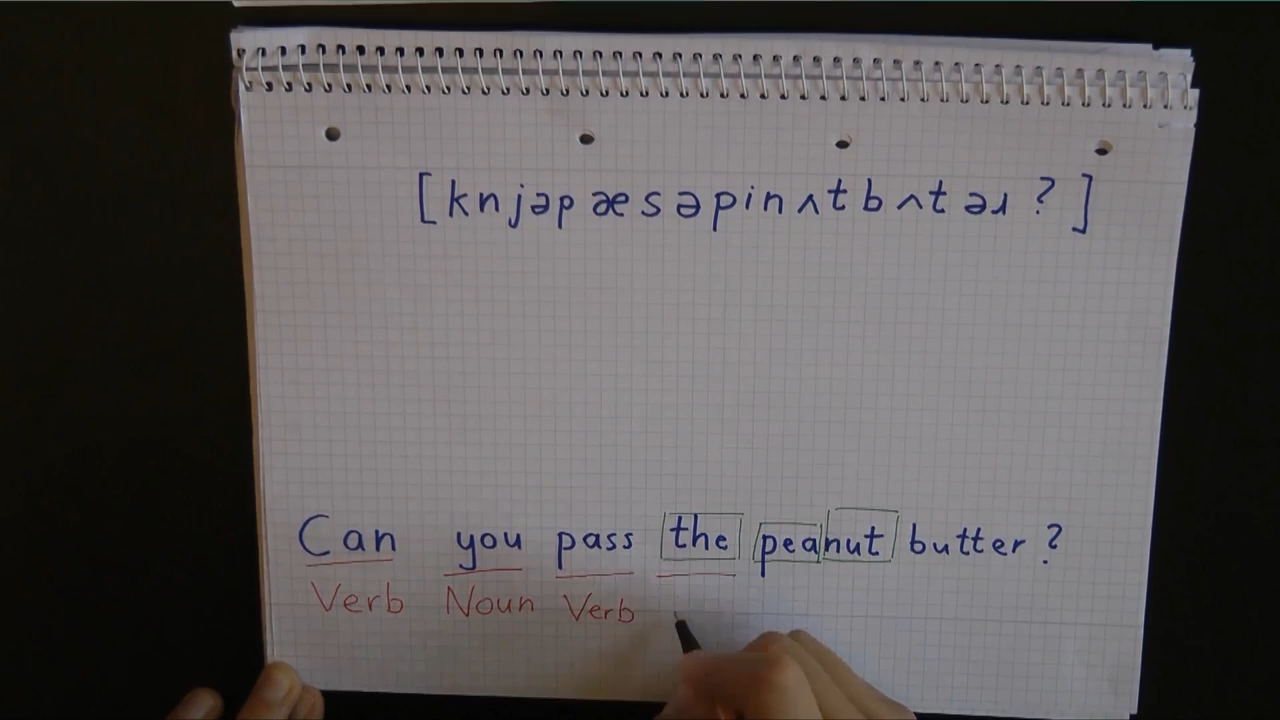 [knjəpæsəpinʌtbʌtəɹ?]
Can you pass the peanut butter?
Verb Noun Verb